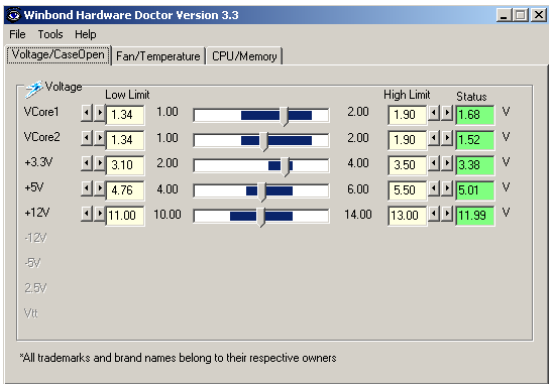 Winbond Hardware Doctor Version 3.3
File Tools Help
Voltage/CaseOpen Fan/Temperature CPU/Memory
Voltage
Low Limit High Limit Status
VCore1 1.34 1.00 2.00 1.90 1.68 V
VCore2 1.34 1.00 2.00 1.90 1.52 V
+3.3V 3.10 2.00 4.00 3.50 3.38 V
+5V 4.76 4.00 6.00 5.50 5.01 V
+12V 11.00 10.00 14.00 13.00 11.99 V
-12V
-5V
2.5V
Vtt
*All trademarks and brand names belong to their respective owners